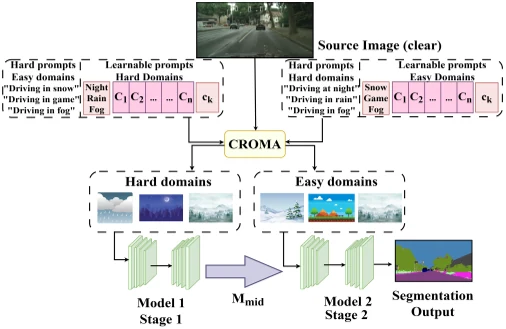 Source Image (clear)
Hard prompts
Easy domains
"Driving in snow"
"Driving in game"
"Driving in fog"
Learnable prompts
Hard Domains
Night
Rain
Fog
C1 C2 ... ... Cn ck
Hard prompts
Hard domains
"Driving at night"
"Driving in rain"
"Driving in fog"
Learnable prompts
Easy Domains
Snow
Game
Fog
C1 C2 ... ... Cn ck
CROMA
Hard domains
Easy domains
Mmid
Model 1
Stage 1
Model 2
Stage 2
Segmentation
Output